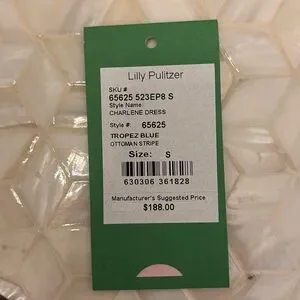 Lilly Pulitzer
SKU #
65625 523EP8 S
Style Name:
CHARLENE DRESS
Style #: 65625
TROPEZ BLUE
OTTOMAN STRIPE
Size: S
630306 361828
Manufacturer's Suggested Price
$188.00